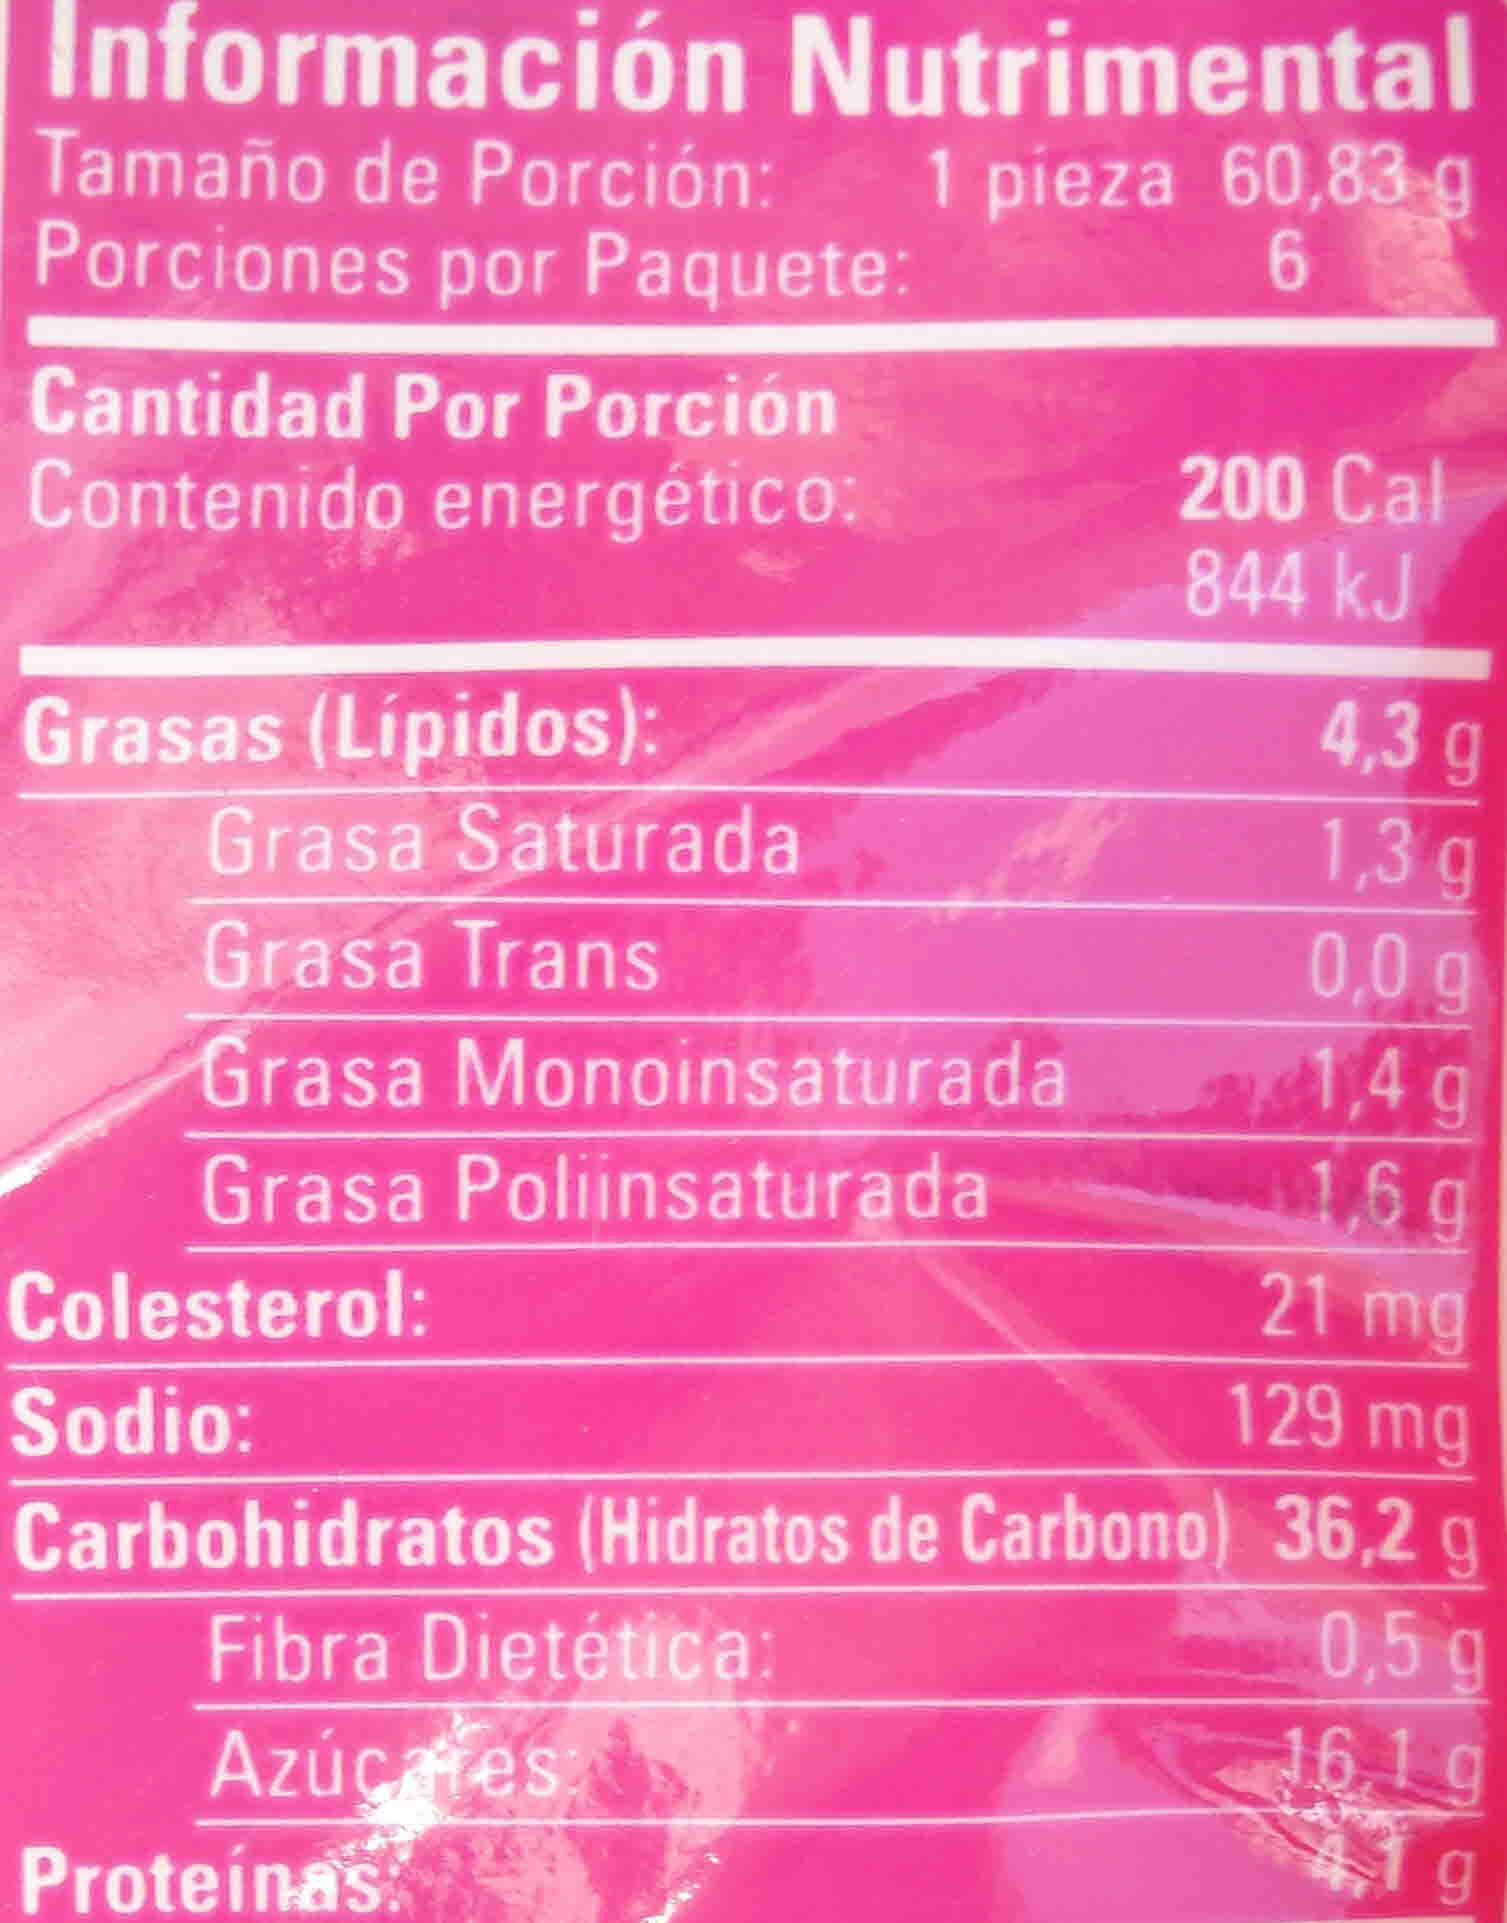 Información Nutrimental
Tamaño de Porción: 1 pieza 60,83 g
Porciones por Paquete: 6
Cantidad Por Porción
Contenido energético: 200 Cal
844 kJ
Grasas (Lípidos): 4,3 g
Grasa Saturada 1,3 g
Grasa Trans 0,0 g
Grasa Monoinsaturada 1,4 g
Grasa Poliinsaturada 1,6 g
Colesterol: 21 mg
Sodio: 129 mg
Carbohidratos (Hidratos de Carbono) 36,2 g
Fibra Dietética: 0,5 g
Azúcares: 16,1 g
Proteínas: 4,1 g